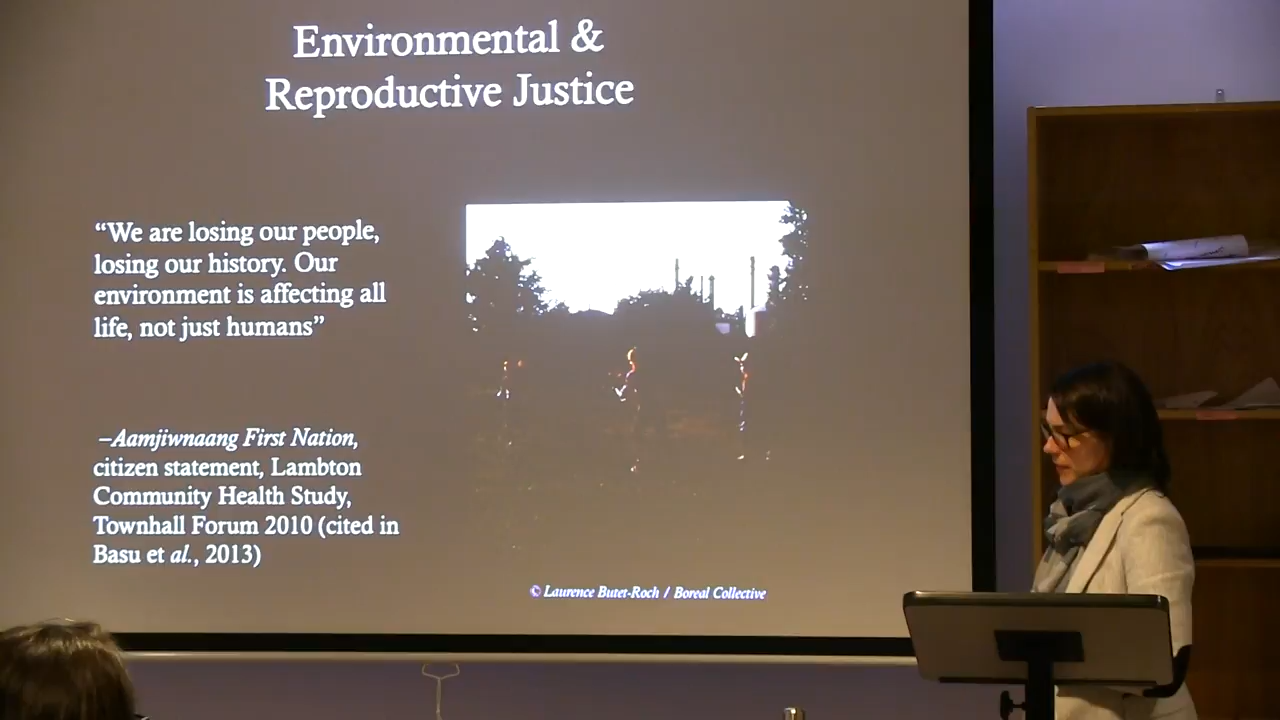 Environmental &
Reproductive Justice
“We are losing our people,
losing our history. Our
environment is affecting all
life, not just humans”
–Aamjiwnaang First Nation,
citizen statement, Lambton
Community Health Study,
Townhall Forum 2010 (cited in
Basu et al., 2013)
© Laurence Butet-Roch / Boreal Collective